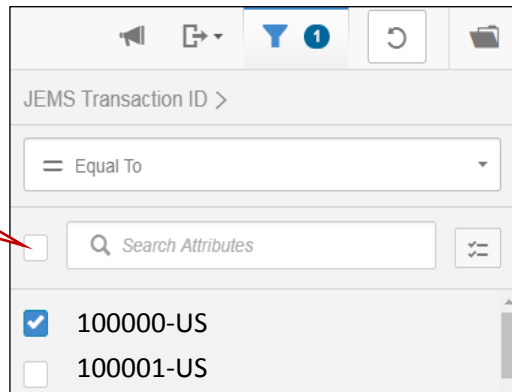 1
JEMS Transaction ID >
= Equal To
Search Attributes
100000-US
100001-US